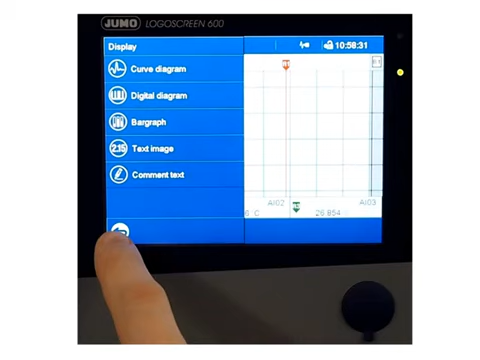 JUMO LOGOSCREEN 600
Display
10:58:31
Curve diagram
Digital diagram
Bargraph
2.15 Text image
Comment text
AI02 AI03
6 C 26.854